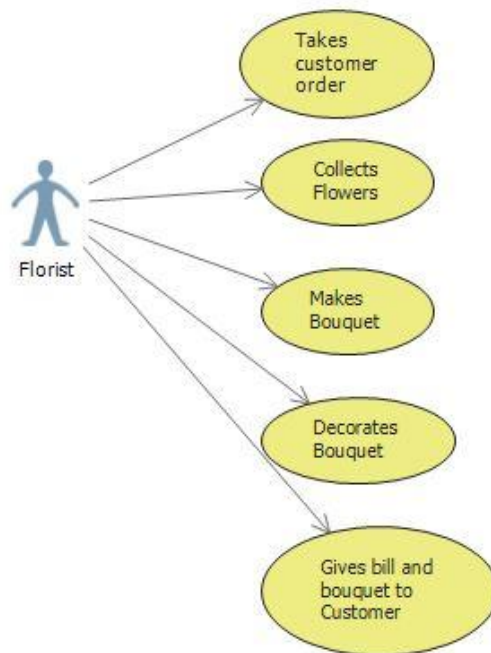 Takes
customer
order
Collects
Flowers
Florist
Makes
Bouquet
Decorates
Bouquet
Gives bill and
bouquet to
Customer